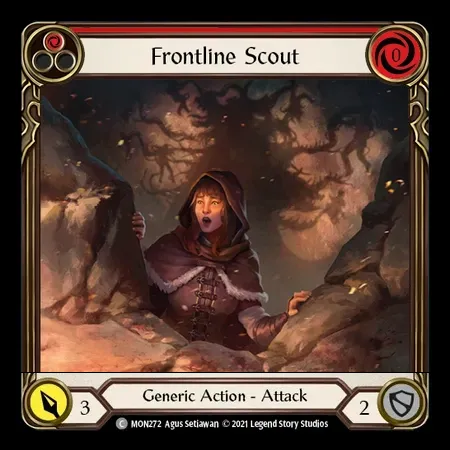 Frontline Scout
0
3
Generic Action - Attack
2
C MON272 Agus Setiawan © 2021 Legend Story Studios